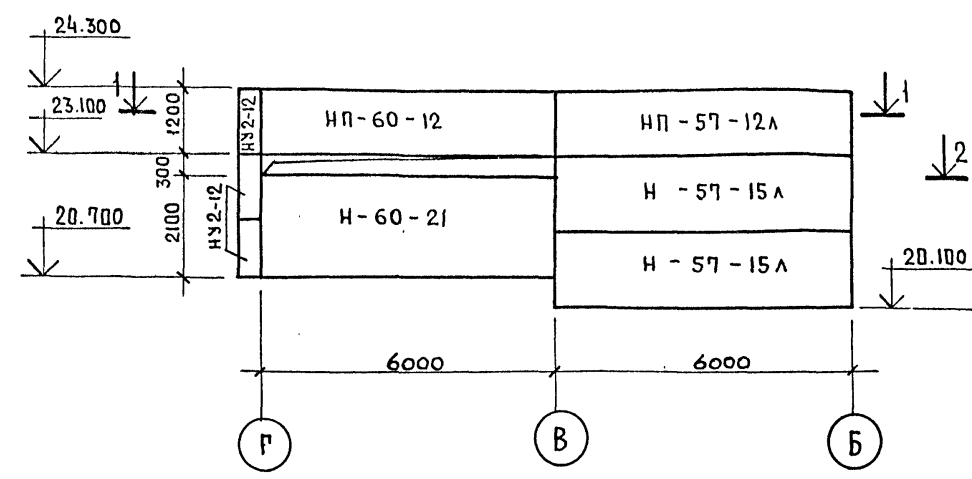 24.300
1
1
23.100
1200
НУ2-12
НП-60-12
НП-57-12л
2
300
Н-57-15л
20.700
2100
НУ2-12
Н-60-21
Н-57-15л
20.100
6000
6000
Г
В
Б